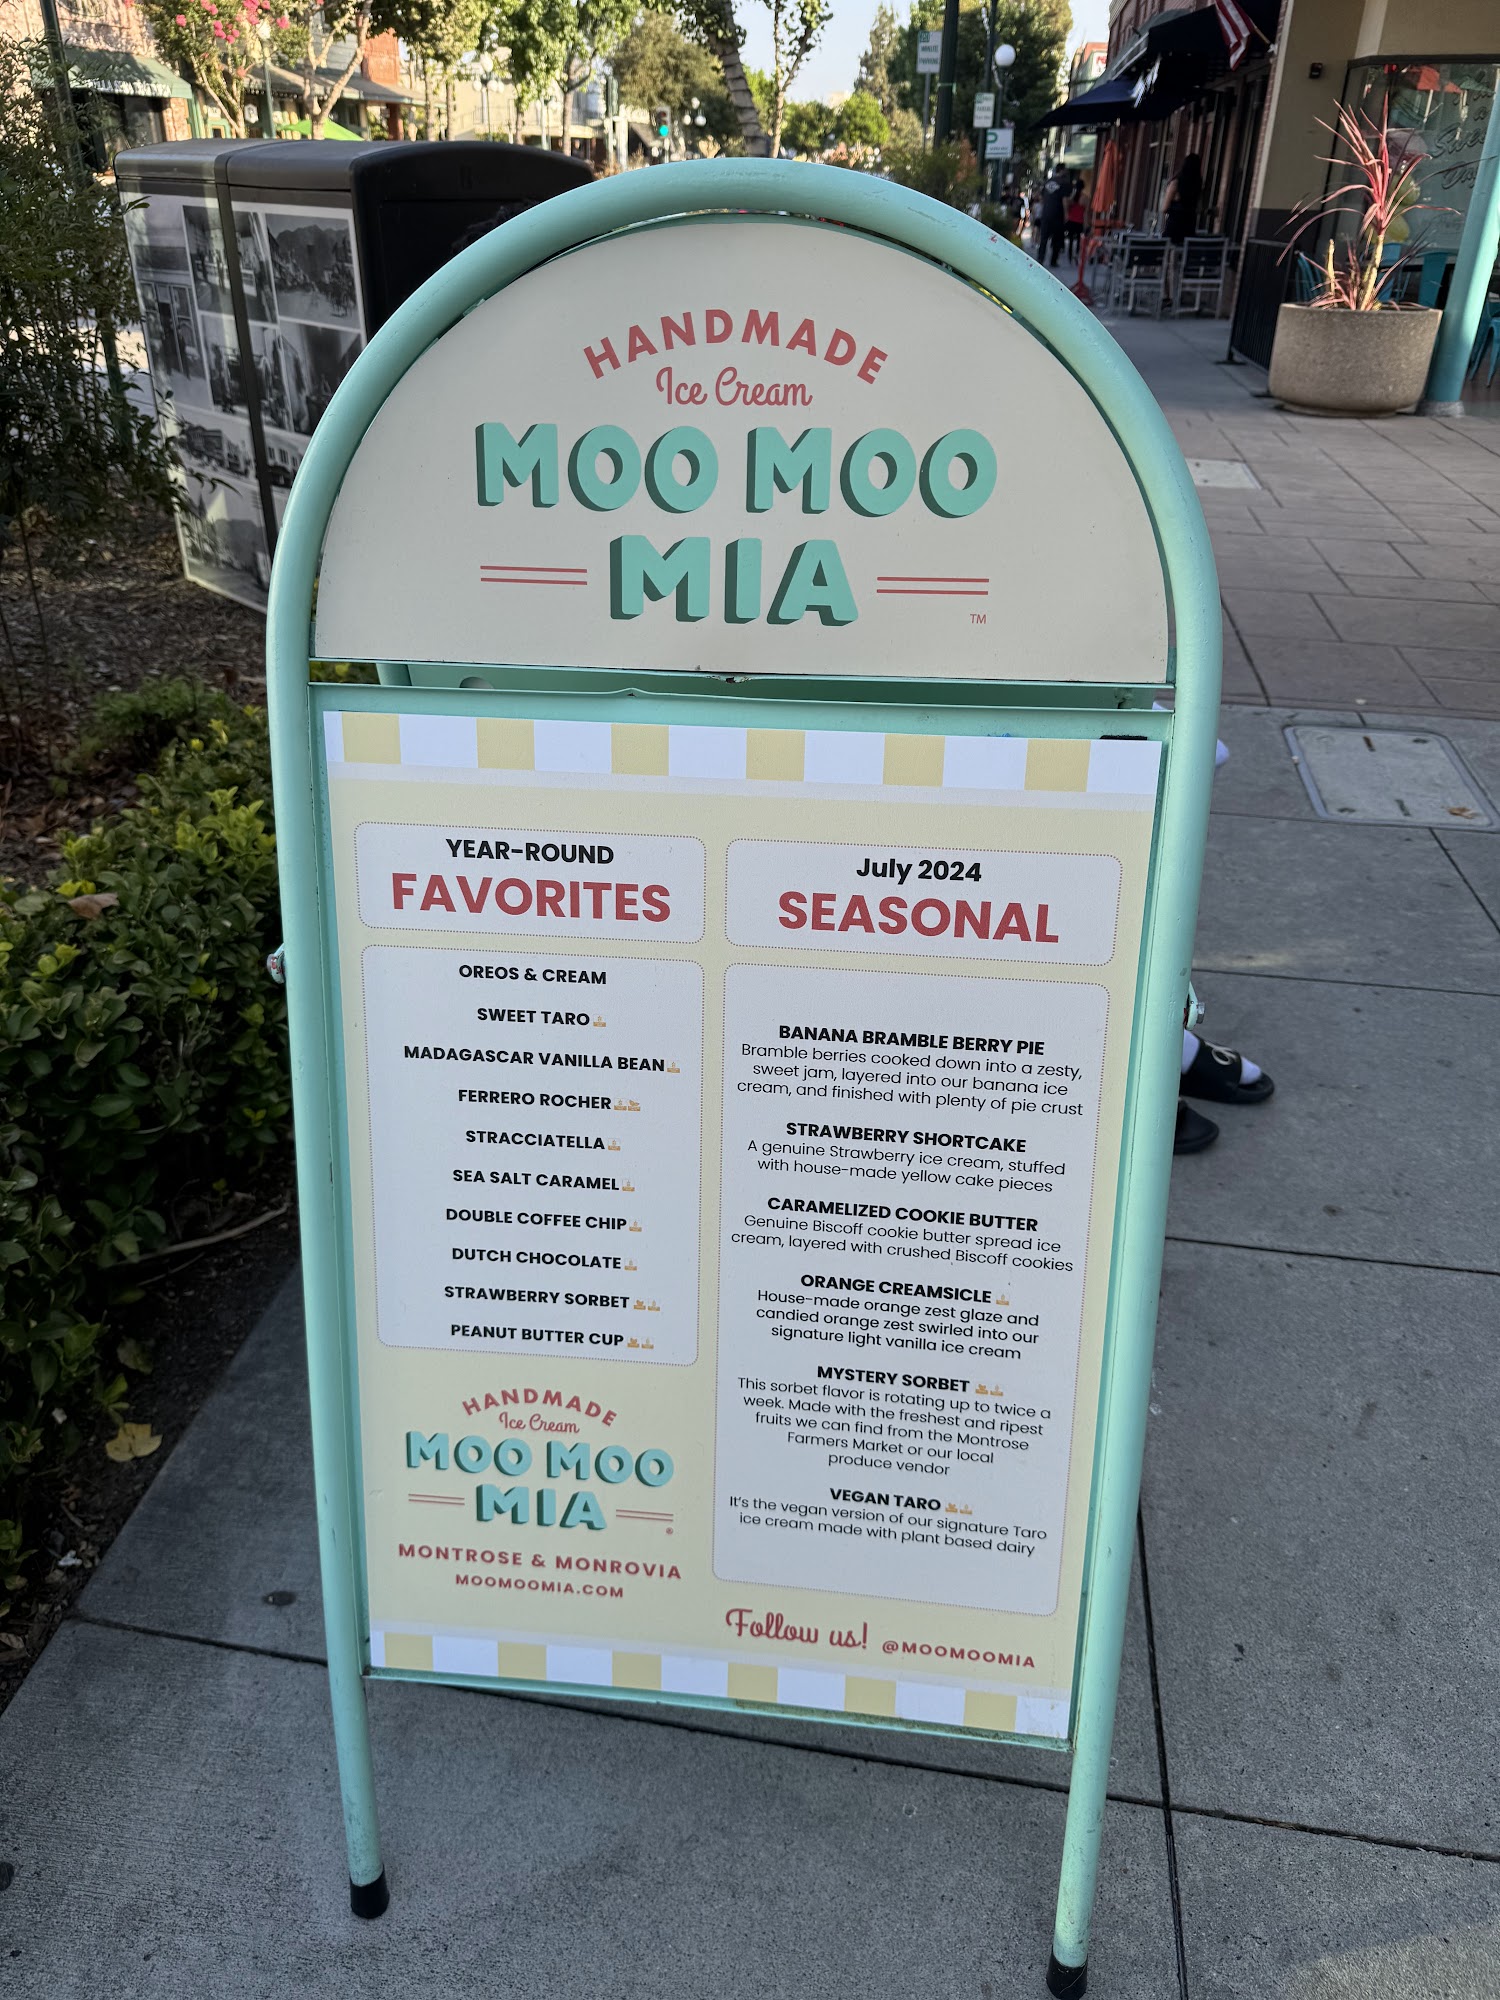 HANDMADE
Ice Cream
MOO MOO
MIA
TM
YEAR-ROUND
FAVORITES
OREOS & CREAM
SWEET TARO
MADAGASCAR VANILLA BEAN
FERRERO ROCHER
STRACCIATELLA
SEA SALT CARAMEL
DOUBLE COFFEE CHIP
DUTCH CHOCOLATE
STRAWBERRY SORBET
PEANUT BUTTER CUP
HANDMADE
Ice Cream
MOO MOO
MIA
®
MONTROSE & MONROVIA
MOOMOOMIA.COM
July 2024
SEASONAL
BANANA BRAMBLE BERRY PIE
Bramble berries cooked down into a zesty,
sweet jam, layered into our banana ice
cream, and finished with plenty of pie crust
STRAWBERRY SHORTCAKE
A genuine Strawberry ice cream, stuffed
with house-made yellow cake pieces
CARAMELIZED COOKIE BUTTER
Genuine Biscoff cookie butter spread ice
cream, layered with crushed Biscoff cookies
ORANGE CREAMSICLE
House-made orange zest glaze and
candied orange zest swirled into our
signature light vanilla ice cream
MYSTERY SORBET
This sorbet flavor is rotating up to twice a
week. Made with the freshest and ripest
fruits we can find from the Montrose
Farmers Market or our local
produce vendor
VEGAN TARO
It's the vegan version of our signature Taro
ice cream made with plant based dairy
Follow us! @MOOMOOMIA